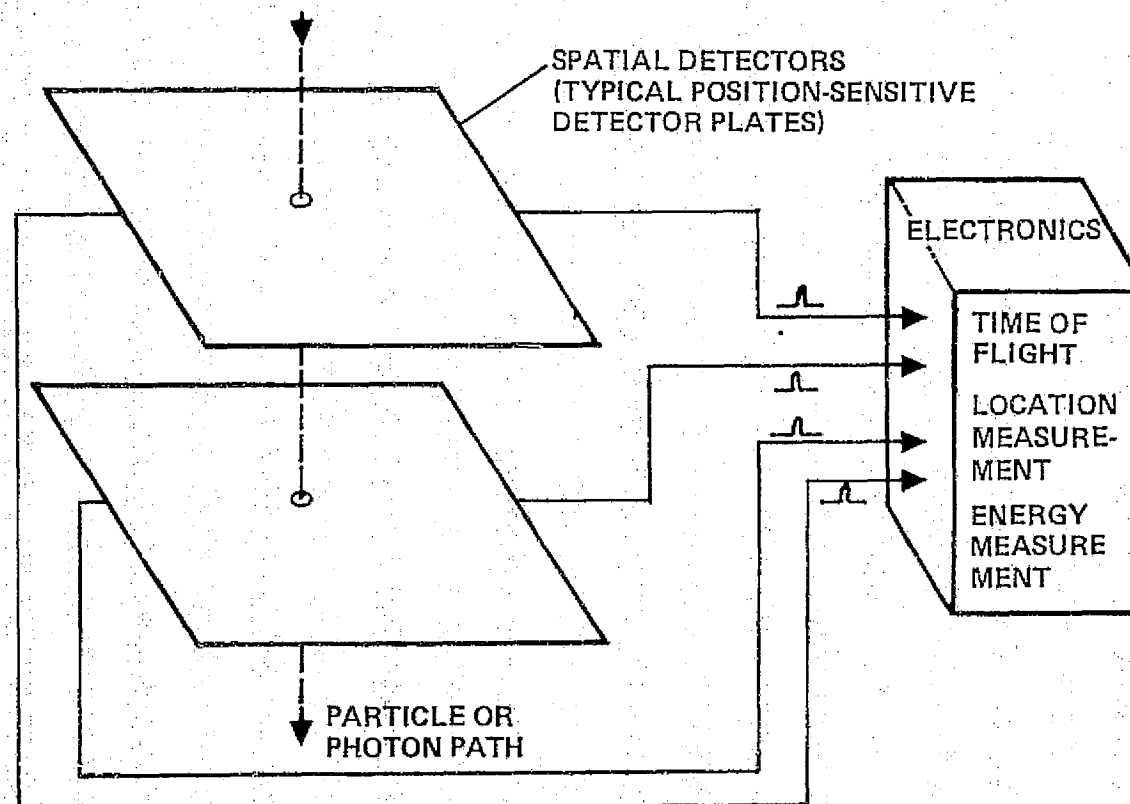 SPATIAL DETECTORS
(TYPICAL POSITION-SENSITIVE
DETECTOR PLATES)
ELECTRONICS
TIME OF
FLIGHT
LOCATION
MEASURE-
MENT
ENERGY
MEASURE
MENT
PARTICLE OR
PHOTON PATH